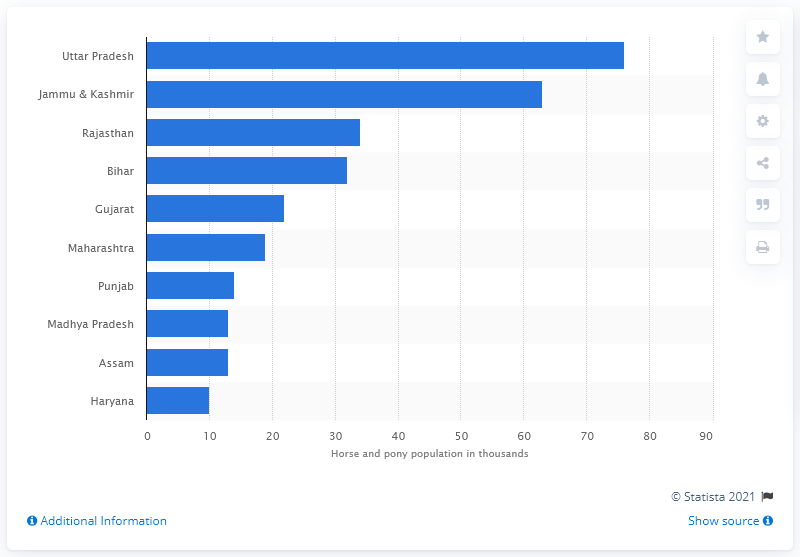 Uttar Pradesh
Jammu & Kashmir
Rajasthan
Bihar
Gujarat
Maharashtra
Punjab
Madhya Pradesh
Assam
Haryana
0 10 20 30 40 50 60 70 80 90
Horse and pony population in thousands
© Statista 2021
Additional Information
Show source